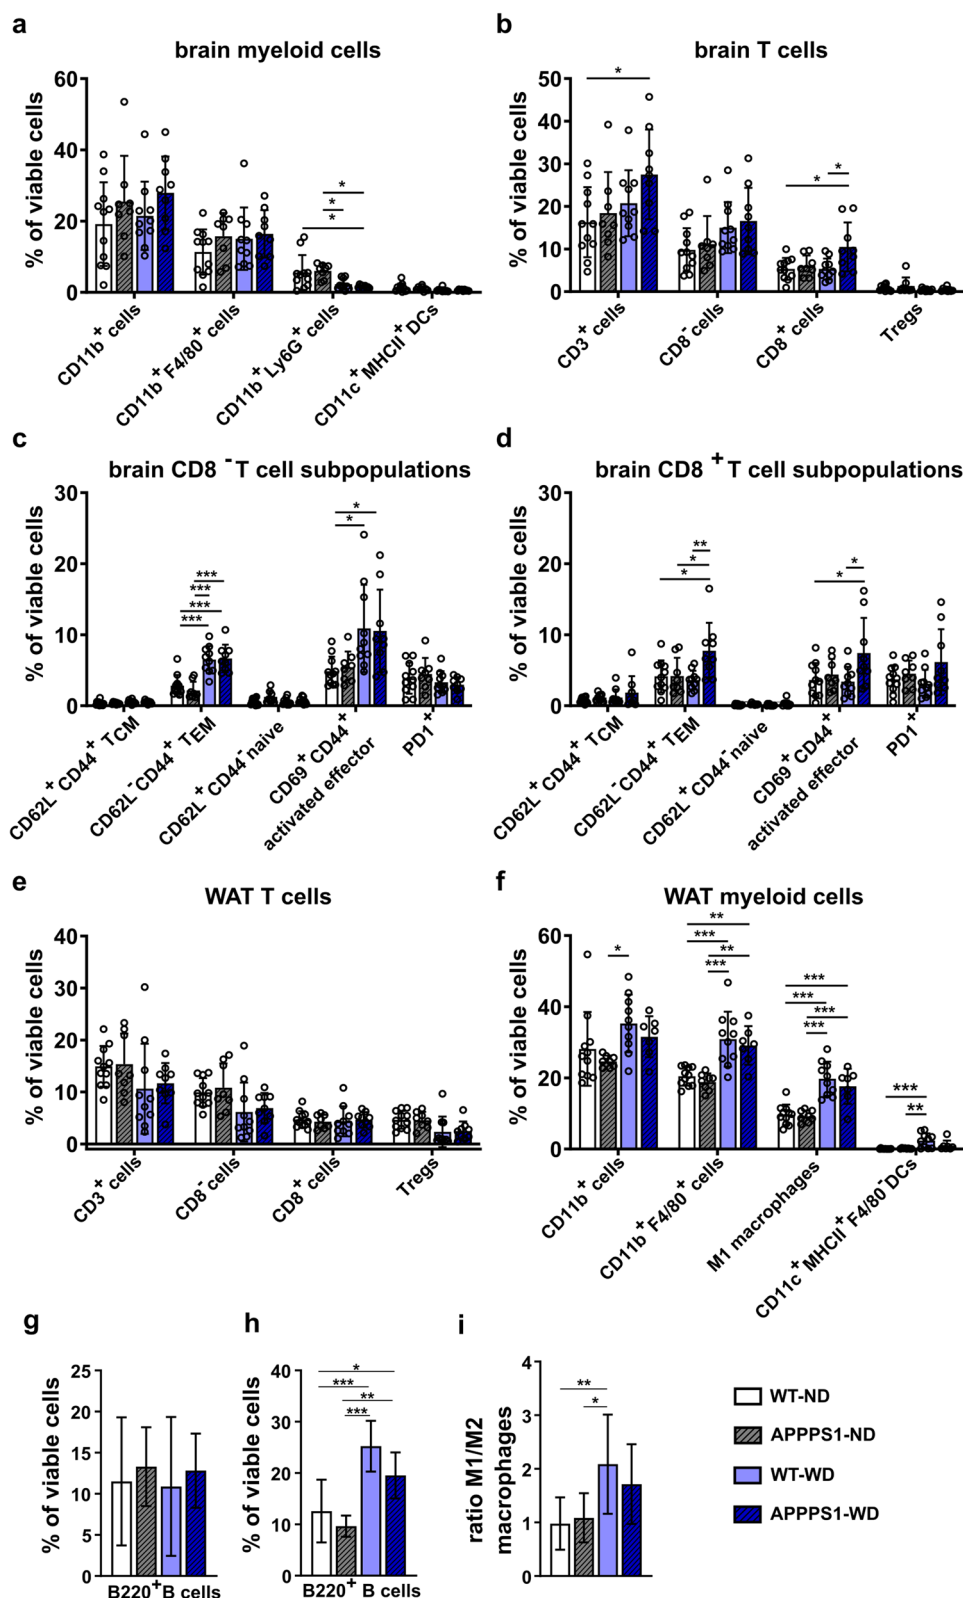 a
brain myeloid cells
% of viable cells
60
40
20
0
*
*
*
CD11b⁺ cells
CD11b⁺F4/80⁺ cells
CD11b⁺Ly6G⁺ cells
CD11c⁺MHCII⁺DCs
b
brain T cells
% of viable cells
50
40
30
20
10
0
*
*
*
CD3⁺ cells
CD8⁻ cells
CD8⁺ cells
Tregs
c
brain CD8 ⁻ T cell subpopulations
% of viable cells
30
20
10
0
***
***
***
***
*
*
CD62L⁺CD44⁺ TCM
CD62L⁻CD44⁺ TEM
CD62L⁺CD44⁻ naive
CD69⁺CD44⁺
activated effector
PD1⁺
d
brain CD8 ⁺ T cell subpopulations
% of viable cells
30
20
10
0
**
*
*
*
*
CD62L⁺CD44⁺ TCM
CD62L⁻CD44⁺ TEM
CD62L⁺CD44⁻ naive
CD69⁺CD44⁺
activated effector
PD1⁺
e
WAT T cells
% of viable cells
40
30
20
10
0
CD3⁺ cells
CD8⁻ cells
CD8⁺ cells
Tregs
f
WAT myeloid cells
% of viable cells
60
40
20
0
*
**
***
**
***
***
***
***
***
***
**
CD11b⁺ cells
CD11b⁺F4/80⁺ cells
M1 macrophages
CD11c⁺MHCII⁺F4/80⁻DCs
g
% of viable cells
25
20
15
10
5
0
B220⁺B cells
h
% of viable cells
40
30
20
10
0
*
***
**
***
B220⁺B cells
i
ratio M1/M2
macrophages
4
3
2
1
0
**
*
WT-ND
APPPS1-ND
WT-WD
APPPS1-WD